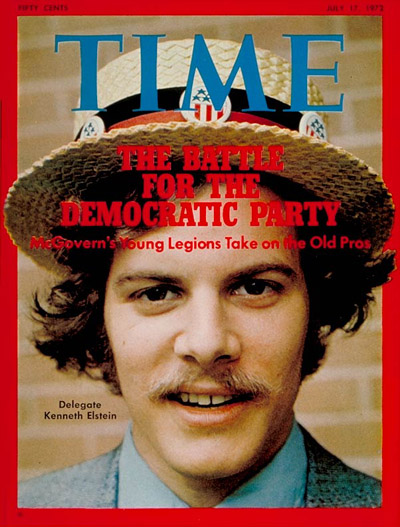 FIFTY CENTS JULY 17, 1972
TIME
THE BATTLE
FOR THE
DEMOCRATIC PARTY
McGovern's Young Legions Take on the Old Pros
Delegate
Kenneth Elstein